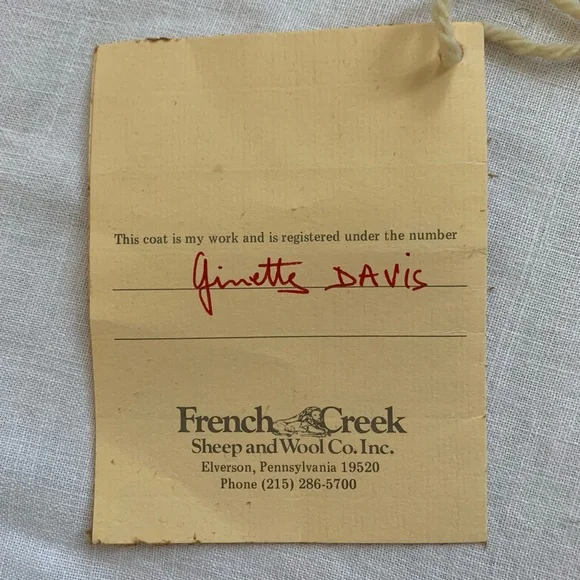 This coat is my work and is registered under the number
Ginette DAVIS
French Creek
Sheep and Wool Co. Inc.
Elverson, Pennsylvania 19520
Phone (215) 286-5700